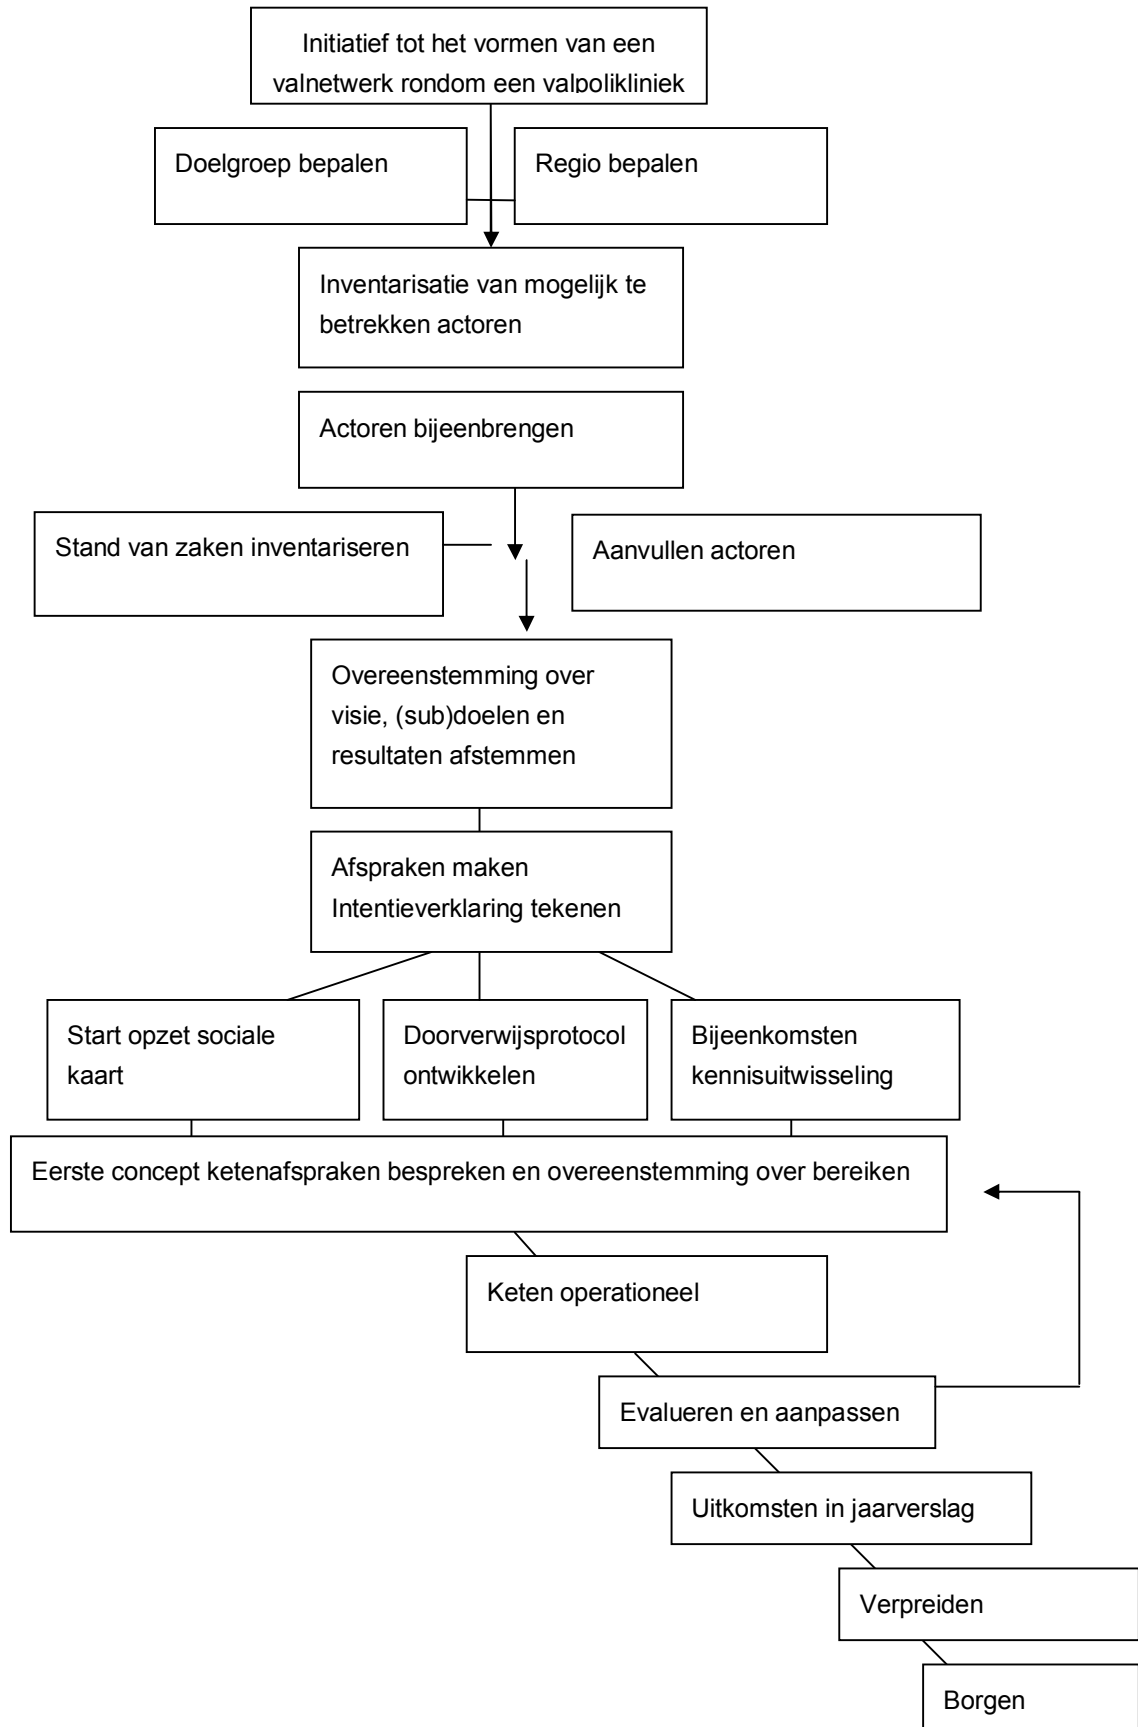 Initiatief tot het vormen van een
valnetwerk rondom een valpolikliniek
Doelgroep bepalen
Regio bepalen
Inventarisatie van mogelijk te
betrekken actoren
Actoren bijeenbrengen
Stand van zaken inventariseren
Aanvullen actoren
Overeenstemming over
visie, (sub)doelen en
resultaten afstemmen
Afspraken maken
Intentieverklaring tekenen
Start opzet sociale
kaart
Doorverwijsprotocol
ontwikkelen
Bijeenkomsten
kennisuitwisseling
Eerste concept ketenafspraken bespreken en overeenstemming over bereiken
Keten operationeel
Evalueren en aanpassen
Uitkomsten in jaarverslag
Verpreiden
Borgen